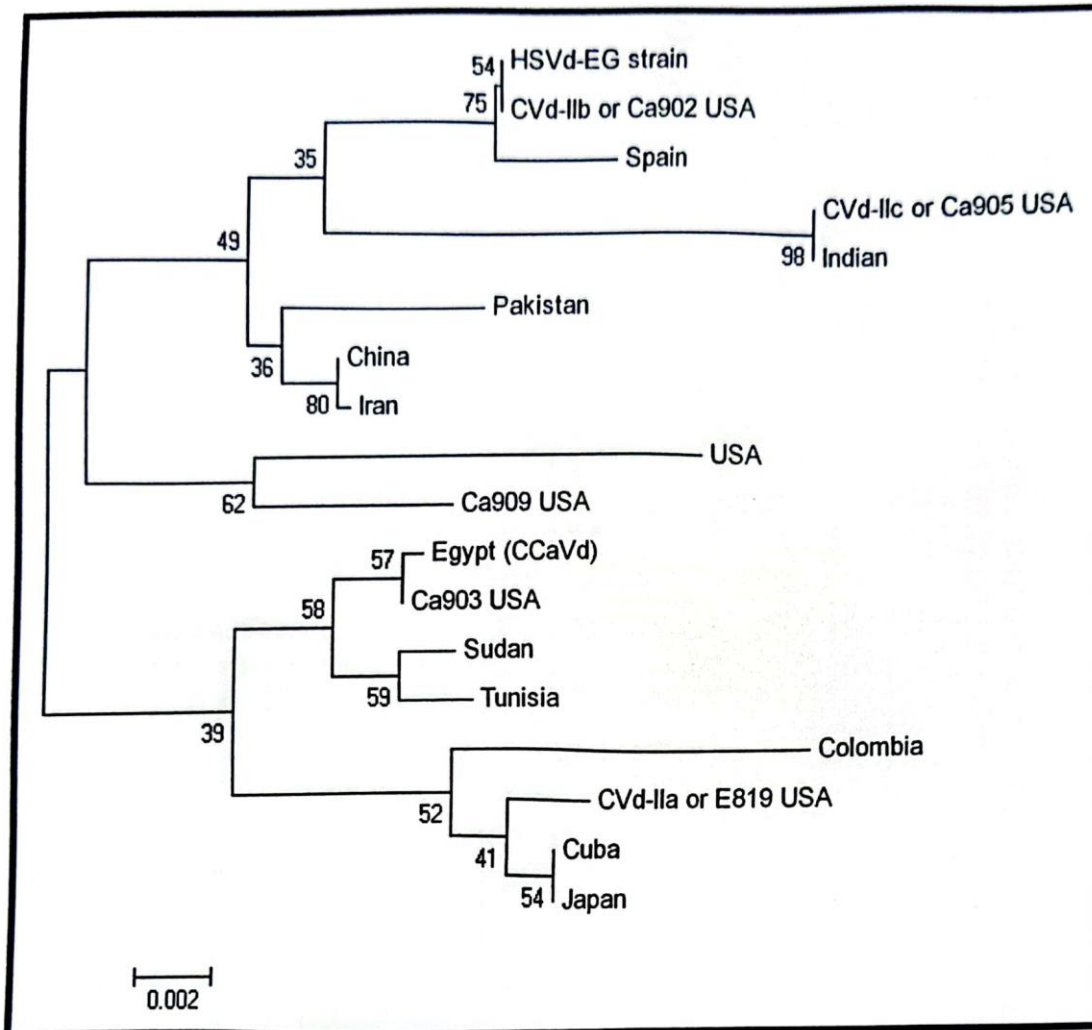 HSVd-EG strain
54
CVd-IIb or Ca902 USA
75
Spain
35
CVd-IIc or Ca905 USA
49
98 Indian
Pakistan
China
36
80 Iran
USA
62 Ca909 USA
Egypt (CCaVd)
57
Ca903 USA
58
Sudan
59 Tunisia
39
Colombia
CVd-IIa or E819 USA
52
Cuba
41
54 Japan
0.002